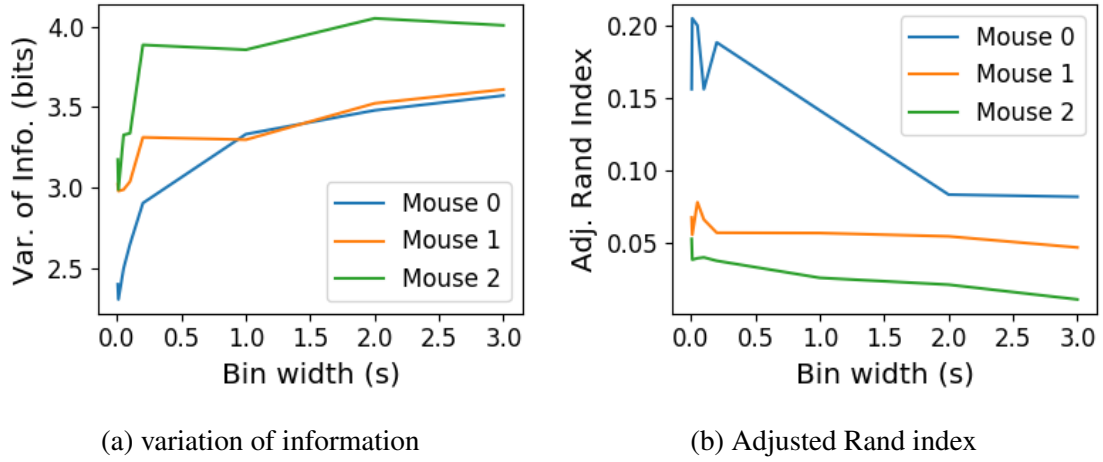 4.0
3.5
3.0
2.5
Var. of Info. (bits)
Mouse 0
Mouse 1
Mouse 2
0.0 0.5 1.0 1.5 2.0 2.5 3.0
Bin width (s)
(a) variation of information
0.20
0.15
0.10
0.05
Adj. Rand Index
Mouse 0
Mouse 1
Mouse 2
0.0 0.5 1.0 1.5 2.0 2.5 3.0
Bin width (s)
(b) Adjusted Rand index